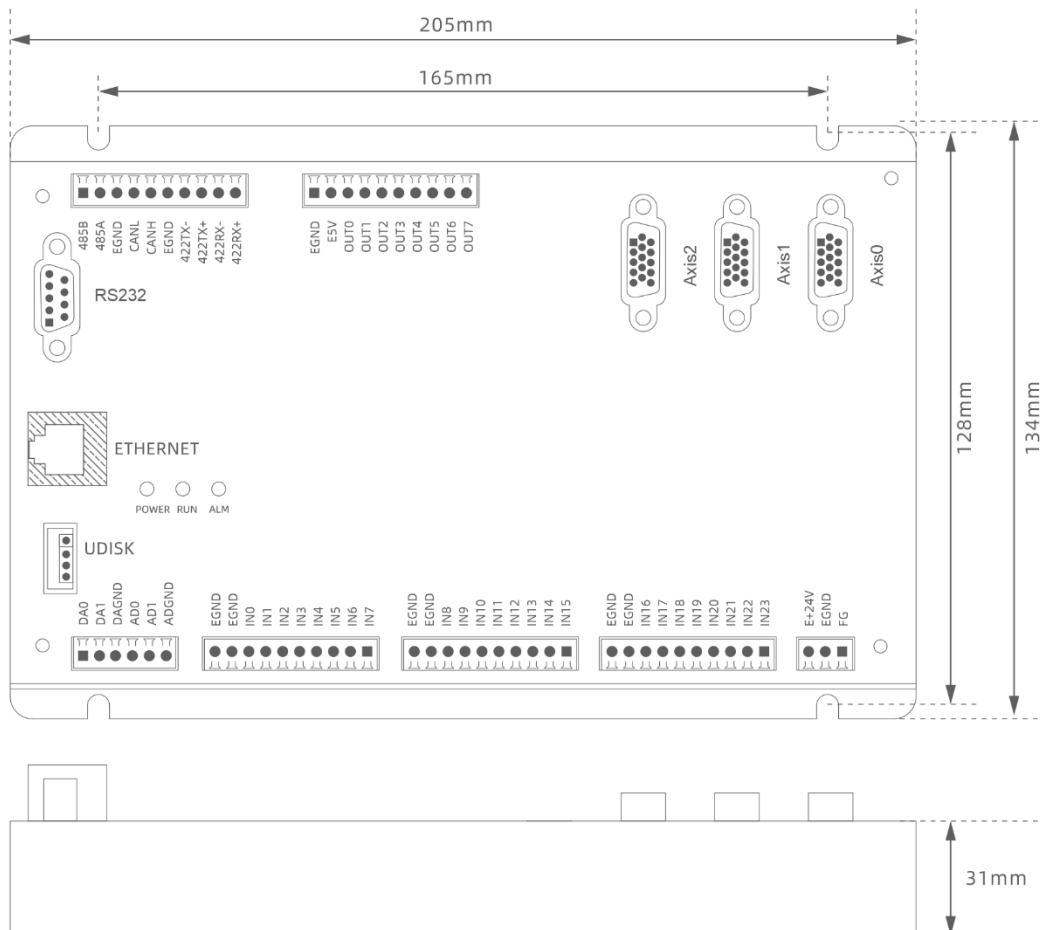 205mm
165mm
485B
485A
EGND
CANL
CANH
EGND
422TX-
422TX+
422RX-
422RX+
EGND
E5V
OUT0
OUT1
OUT2
OUT3
OUT4
OUT5
OUT6
OUT7
Axis2
Axis1
Axis0
RS232
128mm
134mm
ETHERNET
POWER RUN ALM
UDISK
DA0
DA1
DAGND
AD0
AD1
ADGND
EGND
EGND
IN0
IN1
IN2
IN3
IN4
IN5
IN6
IN7
EGND
EGND
IN8
IN9
IN10
IN11
IN12
IN13
IN14
IN15
EGND
EGND
IN16
IN17
IN18
IN19
IN20
IN21
IN22
IN23
E+24V
EGND
FG
31mm